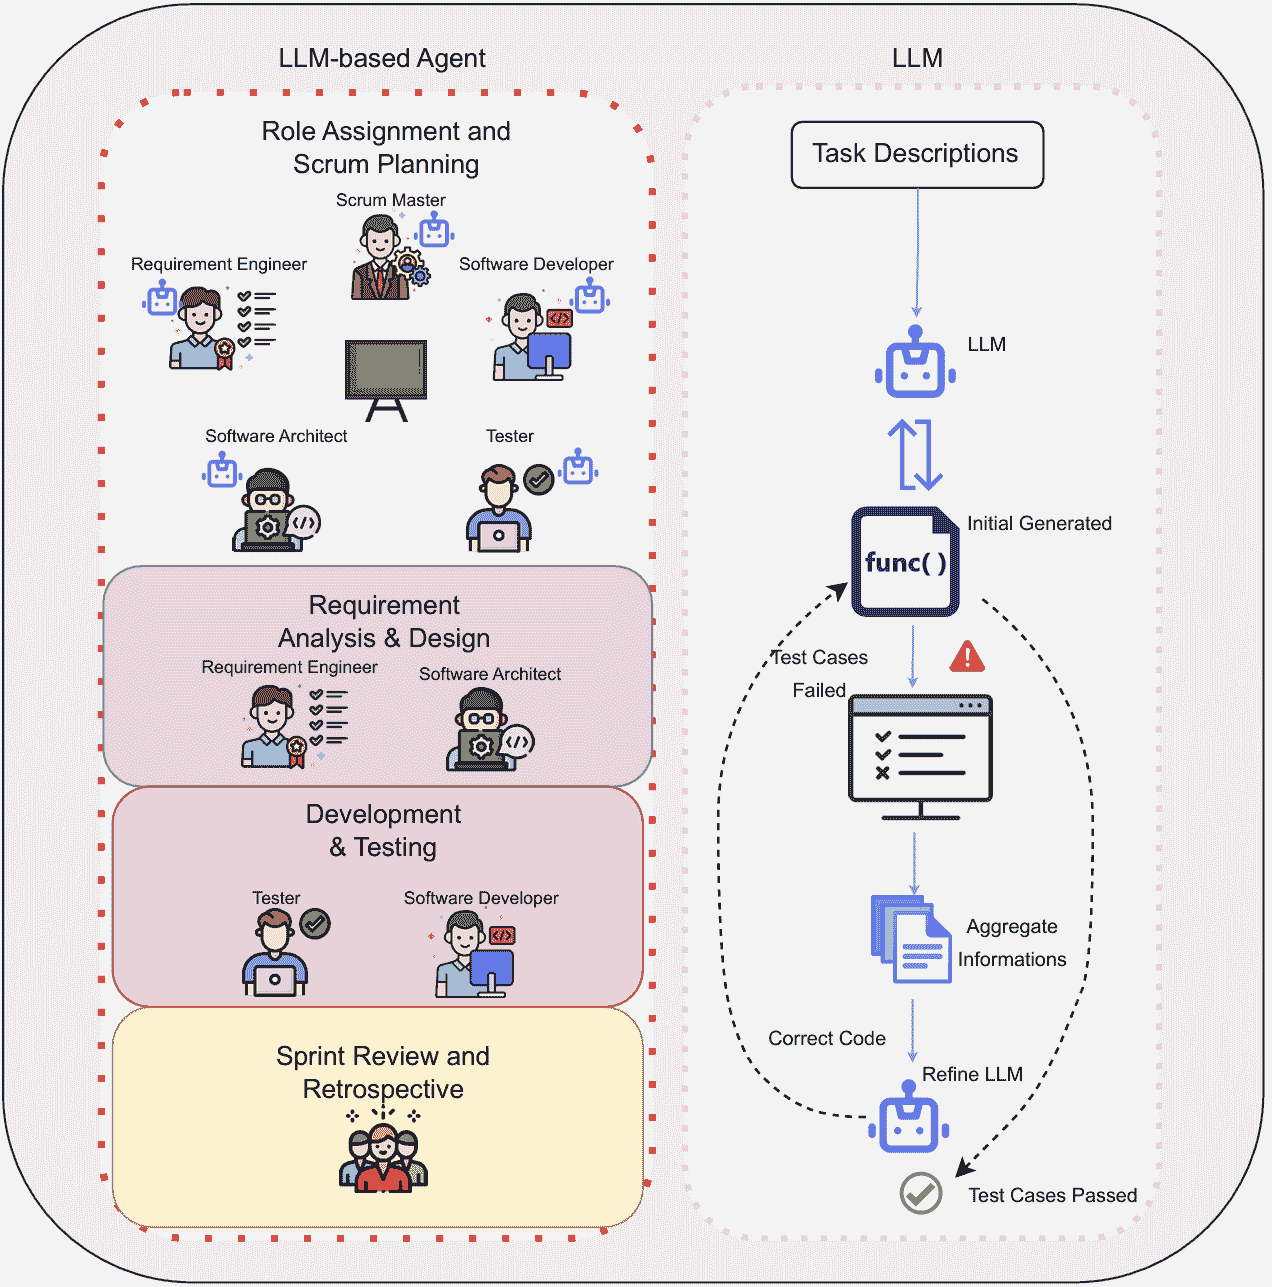 LLM-based Agent
Role Assignment and
Scrum Planning
Scrum Master
Requirement Engineer
Software Developer
</>
Software Architect
</>
Tester
Requirement
Analysis & Design
Requirement Engineer
Software Architect
</>
Development
& Testing
Tester
Software Developer
</>
Sprint Review and
Retrospective
LLM
Task Descriptions
LLM
Initial Generated
func( )
Test Cases
Failed
!
Aggregate
Informations
Correct Code
Refine LLM
Test Cases Passed